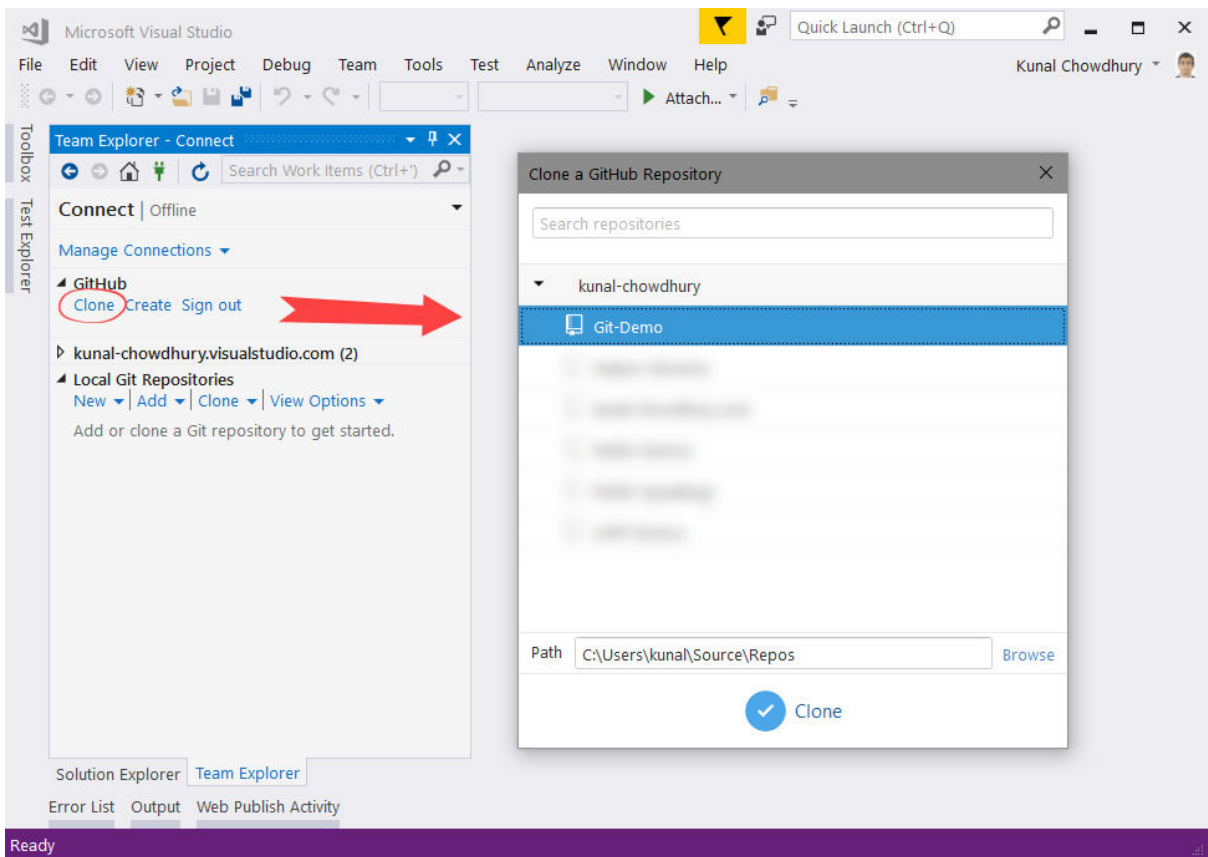 Microsoft Visual Studio
Quick Launch (Ctrl+Q)
File Edit View Project Debug Team Tools Test Analyze Window Help
Kunal Chowdhury
Attach...
Toolbox
Test Explorer
Team Explorer - Connect
Search Work Items (Ctrl+')
Connect | Offline
Manage Connections
GitHub
Clone Create Sign out
kunal-chowdhury.visualstudio.com (2)
Local Git Repositories
New Add Clone View Options
Add or clone a Git repository to get started.
Clone a GitHub Repository
Search repositories
kunal-chowdhury
Git-Demo
Path C:\Users\kunal\Source\Repos Browse
Clone
Solution Explorer Team Explorer
Error List Output Web Publish Activity
Ready